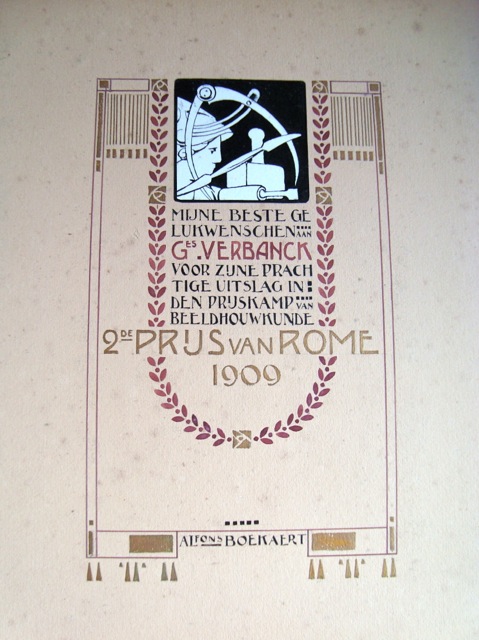 MIJNE BESTE GE
LUKWENSCHEN AAN
GES. VERBANCK
VOOR ZIJNE PRACH
TIGE UITSLAG IN
DEN PRIJSKAMP VAN
BEELDHOUWKUNDE
2DE PRIJS VAN ROME
1909
ALFONS BOEKAERT